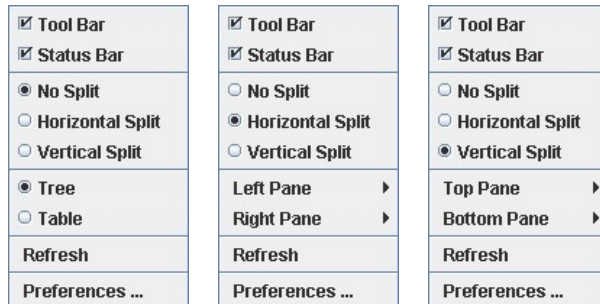 Tool Bar
Status Bar
No Split
Horizontal Split
Vertical Split
Tree
Table
Refresh
Preferences ...
Tool Bar
Status Bar
No Split
Horizontal Split
Vertical Split
Left Pane
Right Pane
Refresh
Preferences ...
Tool Bar
Status Bar
No Split
Horizontal Split
Vertical Split
Top Pane
Bottom Pane
Refresh
Preferences ...